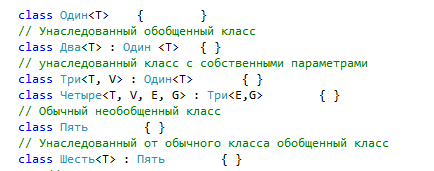 class Один<T>    {        }
// Унаследованный обобщенный класс
class Два<T> : Один <T>   { }
// унаследованный класс с собственными параметрами
class Три<T, V> : Один<T>       { }
class Четыре<T, V, E, G> : Три<E,G>        { }
// Обычный необобщенный класс
class Пять        { }
// Унаследованный от обычного класса обобщенный класс
class Шесть<T> : Пять      { }